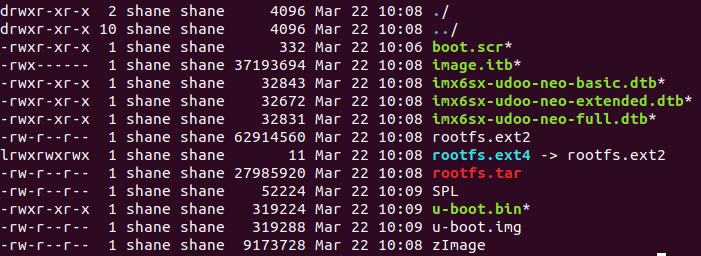 drwxr-xr-x  2 shane shane     4096 Mar 22 10:08 ./
drwxr-xr-x 10 shane shane     4096 Mar 22 10:08 ../
-rwxr-xr-x  1 shane shane      332 Mar 22 10:06 boot.scr*
-rwx------  1 shane shane 37193694 Mar 22 10:08 image.itb*
-rwxr-xr-x  1 shane shane    32843 Mar 22 10:08 imx6sx-udoo-neo-basic.dtb*
-rwxr-xr-x  1 shane shane    32672 Mar 22 10:08 imx6sx-udoo-neo-extended.dtb*
-rwxr-xr-x  1 shane shane    32831 Mar 22 10:08 imx6sx-udoo-neo-full.dtb*
-rw-r--r--  1 shane shane 62914560 Mar 22 10:08 rootfs.ext2
lrwxrwxrwx  1 shane shane       11 Mar 22 10:08 rootfs.ext4 -> rootfs.ext2
-rw-r--r--  1 shane shane 27985920 Mar 22 10:08 rootfs.tar
-rw-r--r--  1 shane shane    52224 Mar 22 10:09 SPL
-rwxr-xr-x  1 shane shane   319224 Mar 22 10:09 u-boot.bin*
-rw-r--r--  1 shane shane   319288 Mar 22 10:09 u-boot.img
-rw-r--r--  1 shane shane  9173728 Mar 22 10:08 zImage